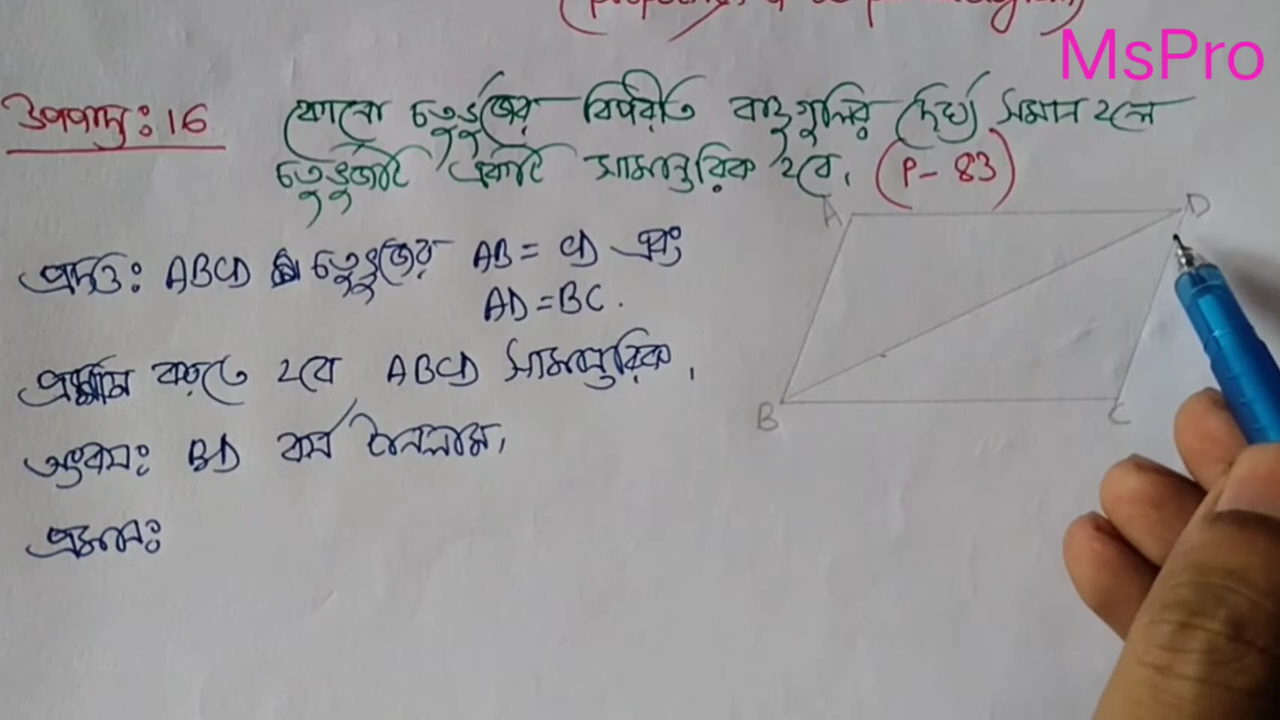 MsPro
উপপাদ্য: 16 কোনো চতুর্ভুজের বিপরীত বাহুগুলির দৈর্ঘ্য সমান হলে
চতুর্ভুজটি একটি সামান্তরিক হবে। (P-83)
A D
প্রদত্ত: ABCD চতুর্ভুজের AB = CD এবং
AD = BC.
প্রমাণ করতে হবে ABCD সামান্তরিক।
B C
অংকন: BD কর্ণ টানলাম।
প্রমাণ: